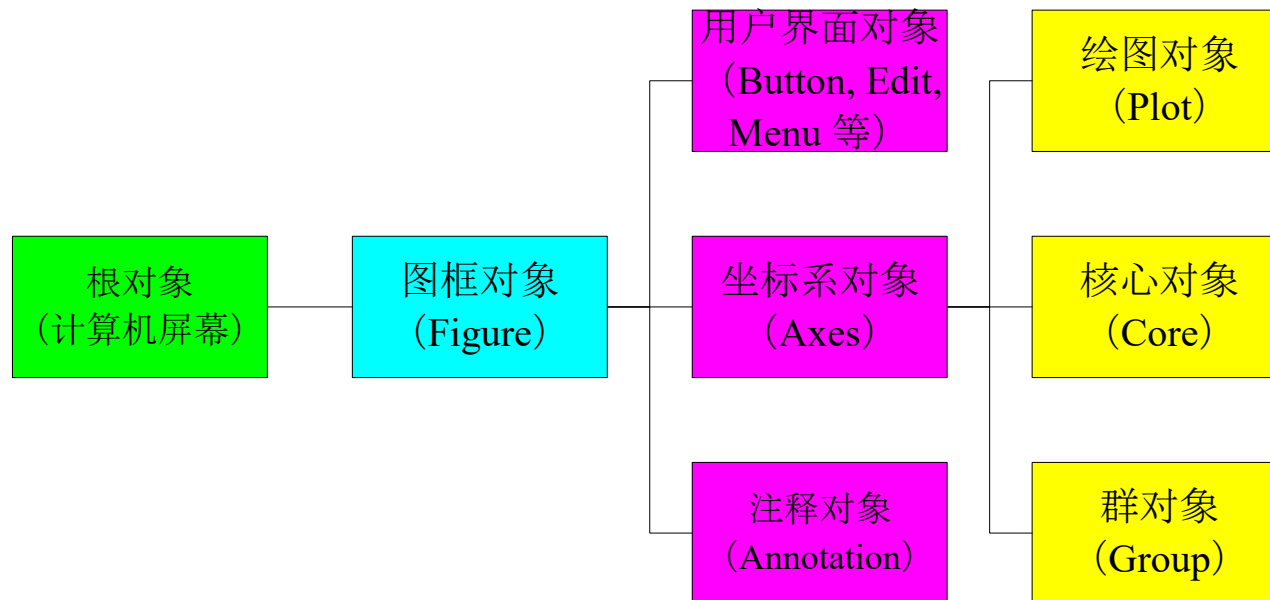 根对象
（计算机屏幕）
图框对象
（Figure）
用户界面对象
（Button, Edit,
Menu 等）
坐标系对象
（Axes）
注释对象
（Annotation）
绘图对象
（Plot）
核心对象
（Core）
群对象
（Group）